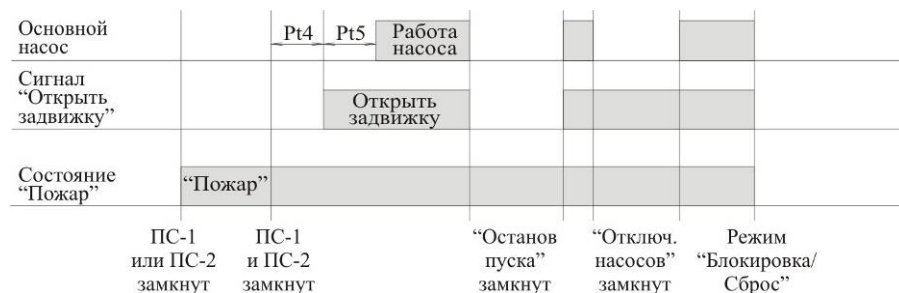 Основной
насос
Pt4
Pt5
Работа
насоса
Сигнал
“Открыть
задвижку”
Открыть
задвижку
Состояние
“Пожар”
“Пожар”
ПС-1
или ПС-2
замкнут
ПС-1
и ПС-2
замкнут
“Останов
пуска”
замкнут
“Отключ.
насосов”
замкнут
Режим
“Блокировка/
Сброс”